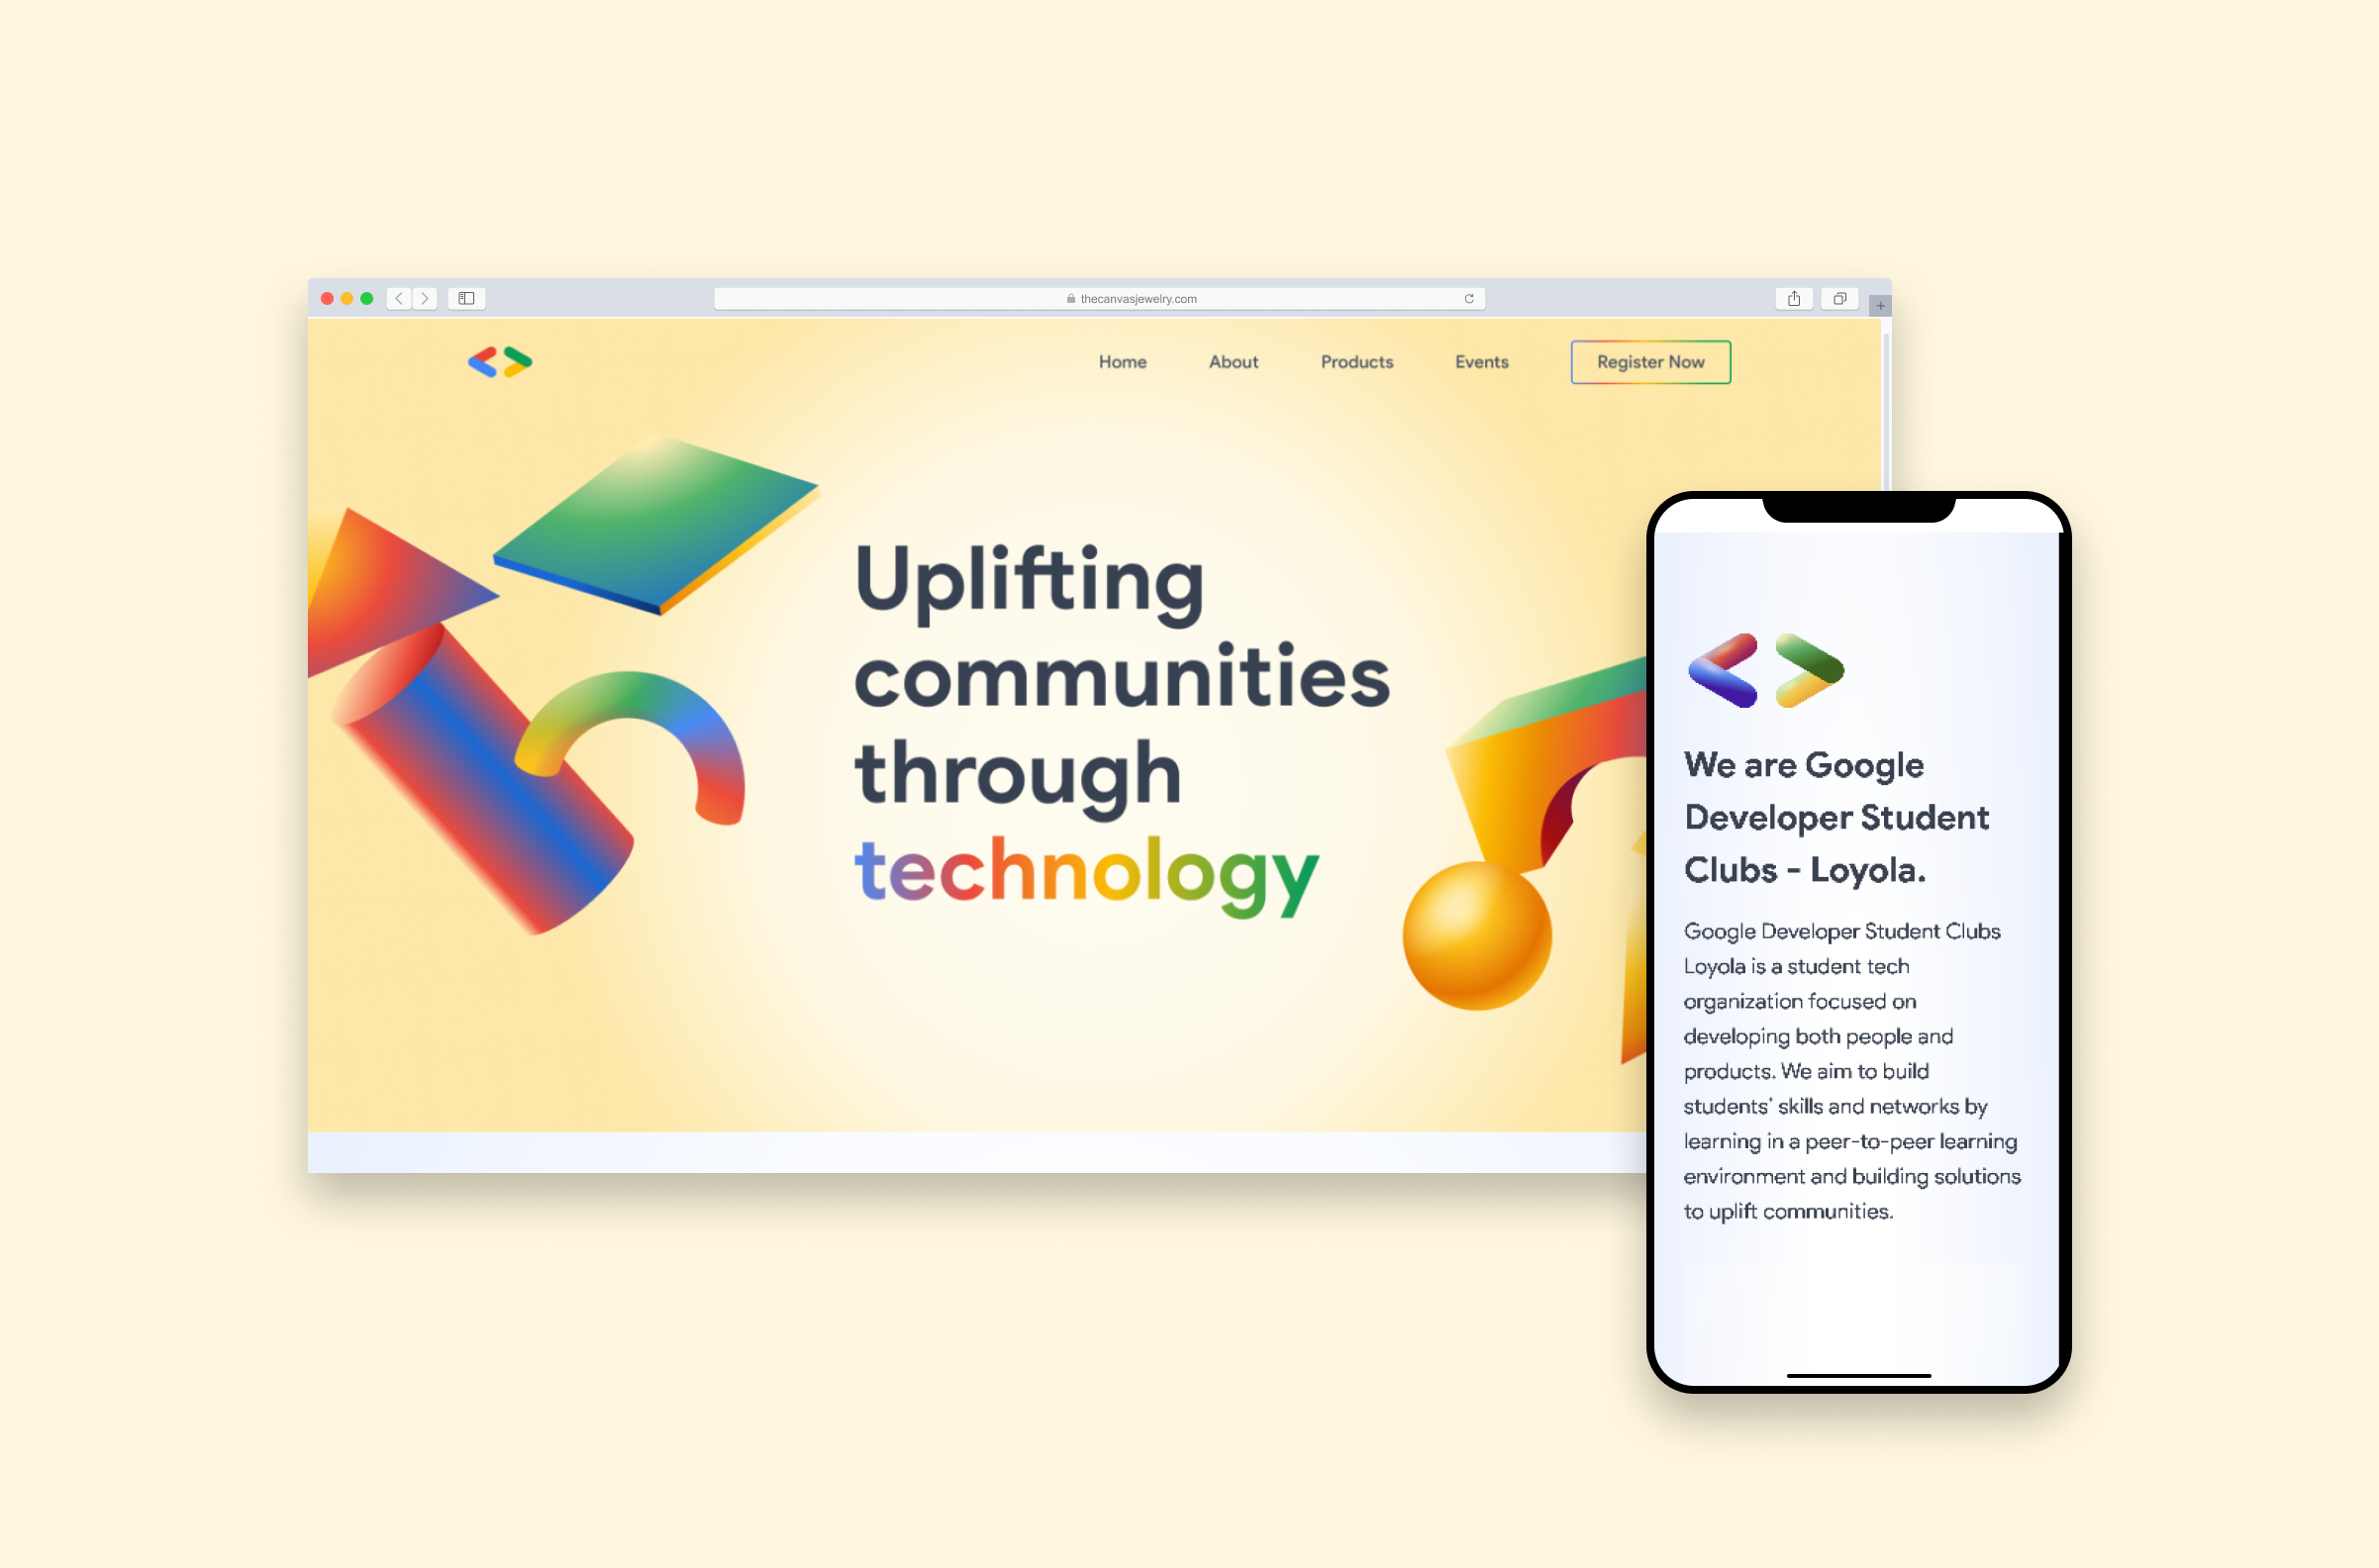 thecanvasjewelry.com
Home About Products Events Register Now
Uplifting
communities
through
technology
We are Google
Developer Student
Clubs - Loyola.
Google Developer Student Clubs
Loyola is a student tech
organization focused on
developing both people and
products. We aim to build
students' skills and networks by
learning in a peer-to-peer learning
environment and building solutions
to uplift communities.